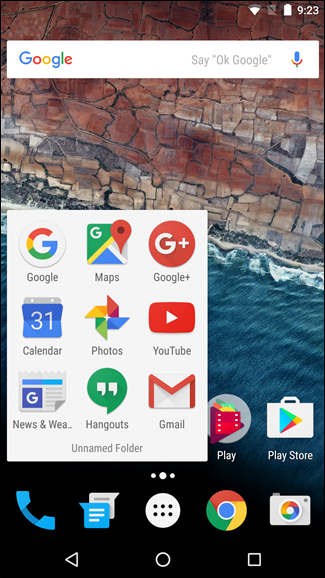 9:23
Google Say "Ok Google"
G
G G+
Google Maps Google+
31
Calendar Photos YouTube
G
News & Wea.. Hangouts Gmail
Play Play Store
Unnamed Folder